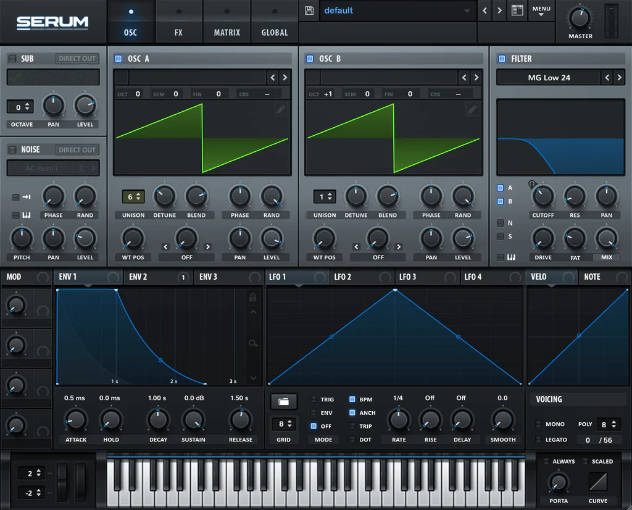 SERUM
OSC FX MATRIX GLOBAL
default
MENU
MASTER
SUB DIRECT OUT
0 OCTAVE PAN LEVEL
NOISE DIRECT OUT
PHASE RAND
PITCH PAN LEVEL
OSC A
OCT 0 SEM 0 FIN 0 CRS --
6 UNISON DETUNE BLEND PHASE RAND
WT POS OFF PAN LEVEL
OSC B
OCT +1 SEM 0 FIN 0 CRS --
1 UNISON DETUNE BLEND PHASE RAND
WT POS OFF PAN LEVEL
FILTER
MG Low 24
A
B
N
S
CUTOFF RES PAN
DRIVE FAT MIX
MOD ENV 1 ENV 2 1 ENV 3
1 s 2 s 3 s
0.5 ms 0.0 ms 1.00 s 0.0 dB 1.50 s
ATTACK HOLD DECAY SUSTAIN RELEASE
LFO 1 LFO 2 LFO 3 LFO 4
8 GRID
TRIG
ENV
OFF
MODE
BPM
ANCH
TRIP
DOT
1/4 Off Off 0.0
RATE RISE DELAY SMOOTH
VELO NOTE
VOICING
MONO POLY 8
LEGATO 0 / 56
2
-2
ALWAYS SCALED
PORTA CURVE